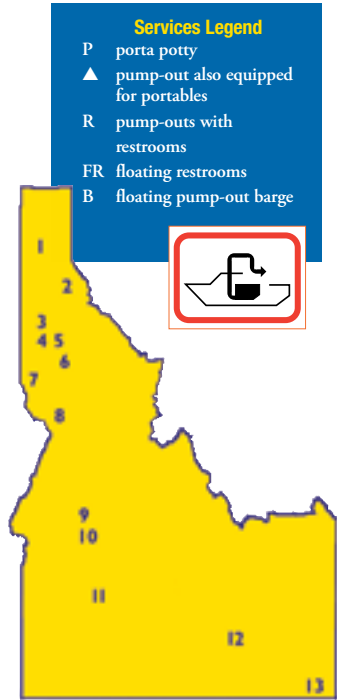 Services Legend
P porta potty
▲ pump-out also equipped
for portables
R pump-outs with
restrooms
FR floating restrooms
B floating pump-out barge
1
2
3
4 5
6
7
8
9
10
11
12
13